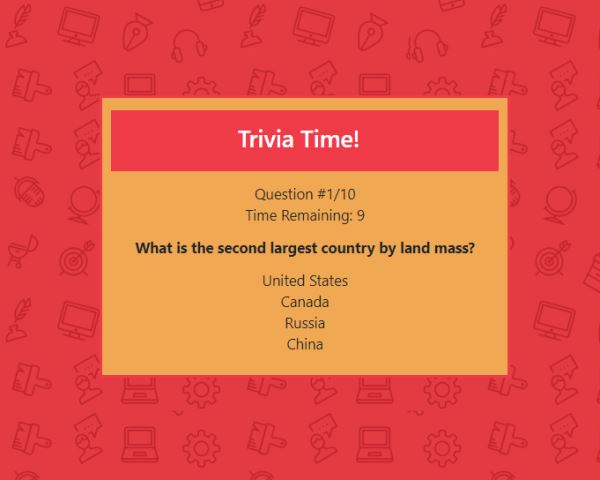 Trivia Time!
Question #1/10
Time Remaining: 9
What is the second largest country by land mass?
United States
Canada
Russia
China